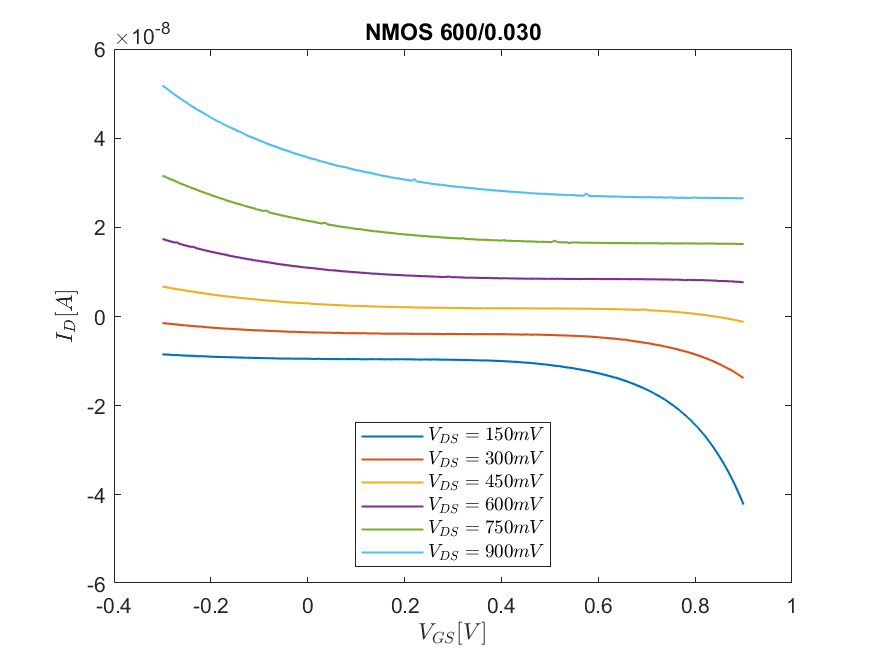 NMOS 600/0.030
×10⁻⁸
6
4
2
0
-2
-4
-6
I_D[A]
V_DS = 150mV
V_DS = 300mV
V_DS = 450mV
V_DS = 600mV
V_DS = 750mV
V_DS = 900mV
-0.4 -0.2 0 0.2 0.4 0.6 0.8 1
V_GS[V]